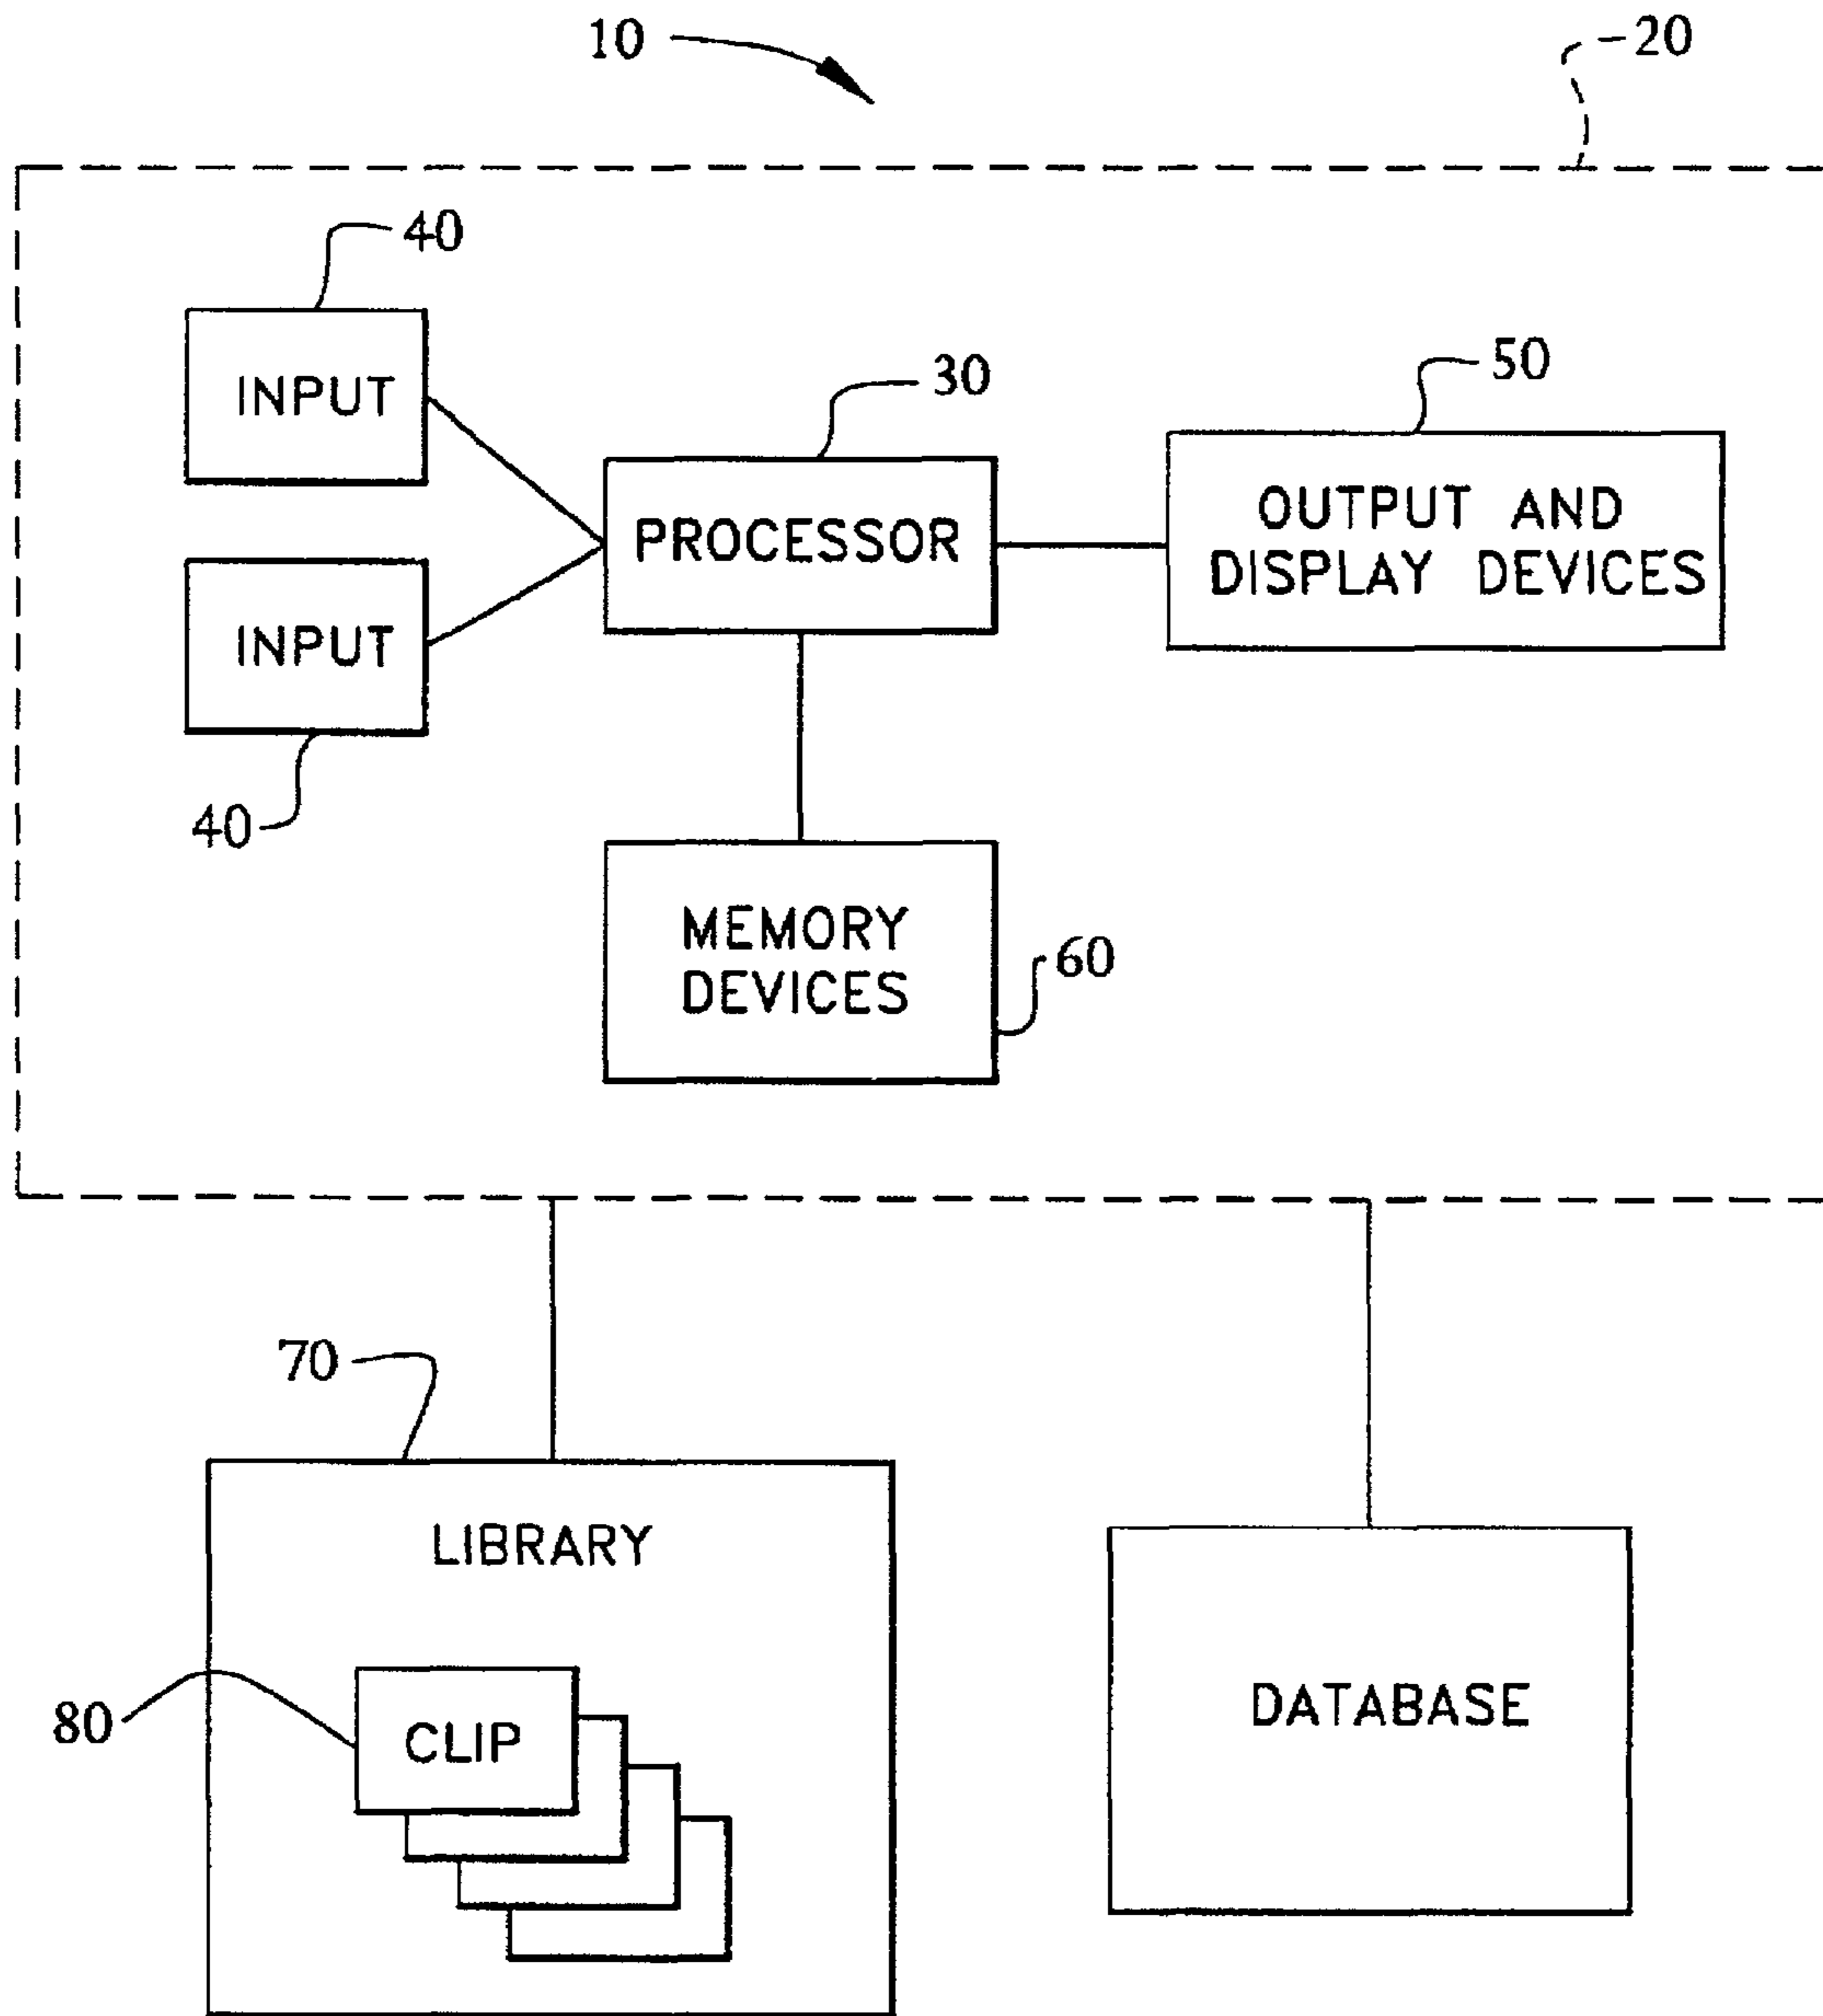 10
20
40
INPUT
30
50
PROCESSOR
OUTPUT AND
DISPLAY DEVICES
INPUT
40
MEMORY
DEVICES
60
70
LIBRARY
80
CLIP
DATABASE